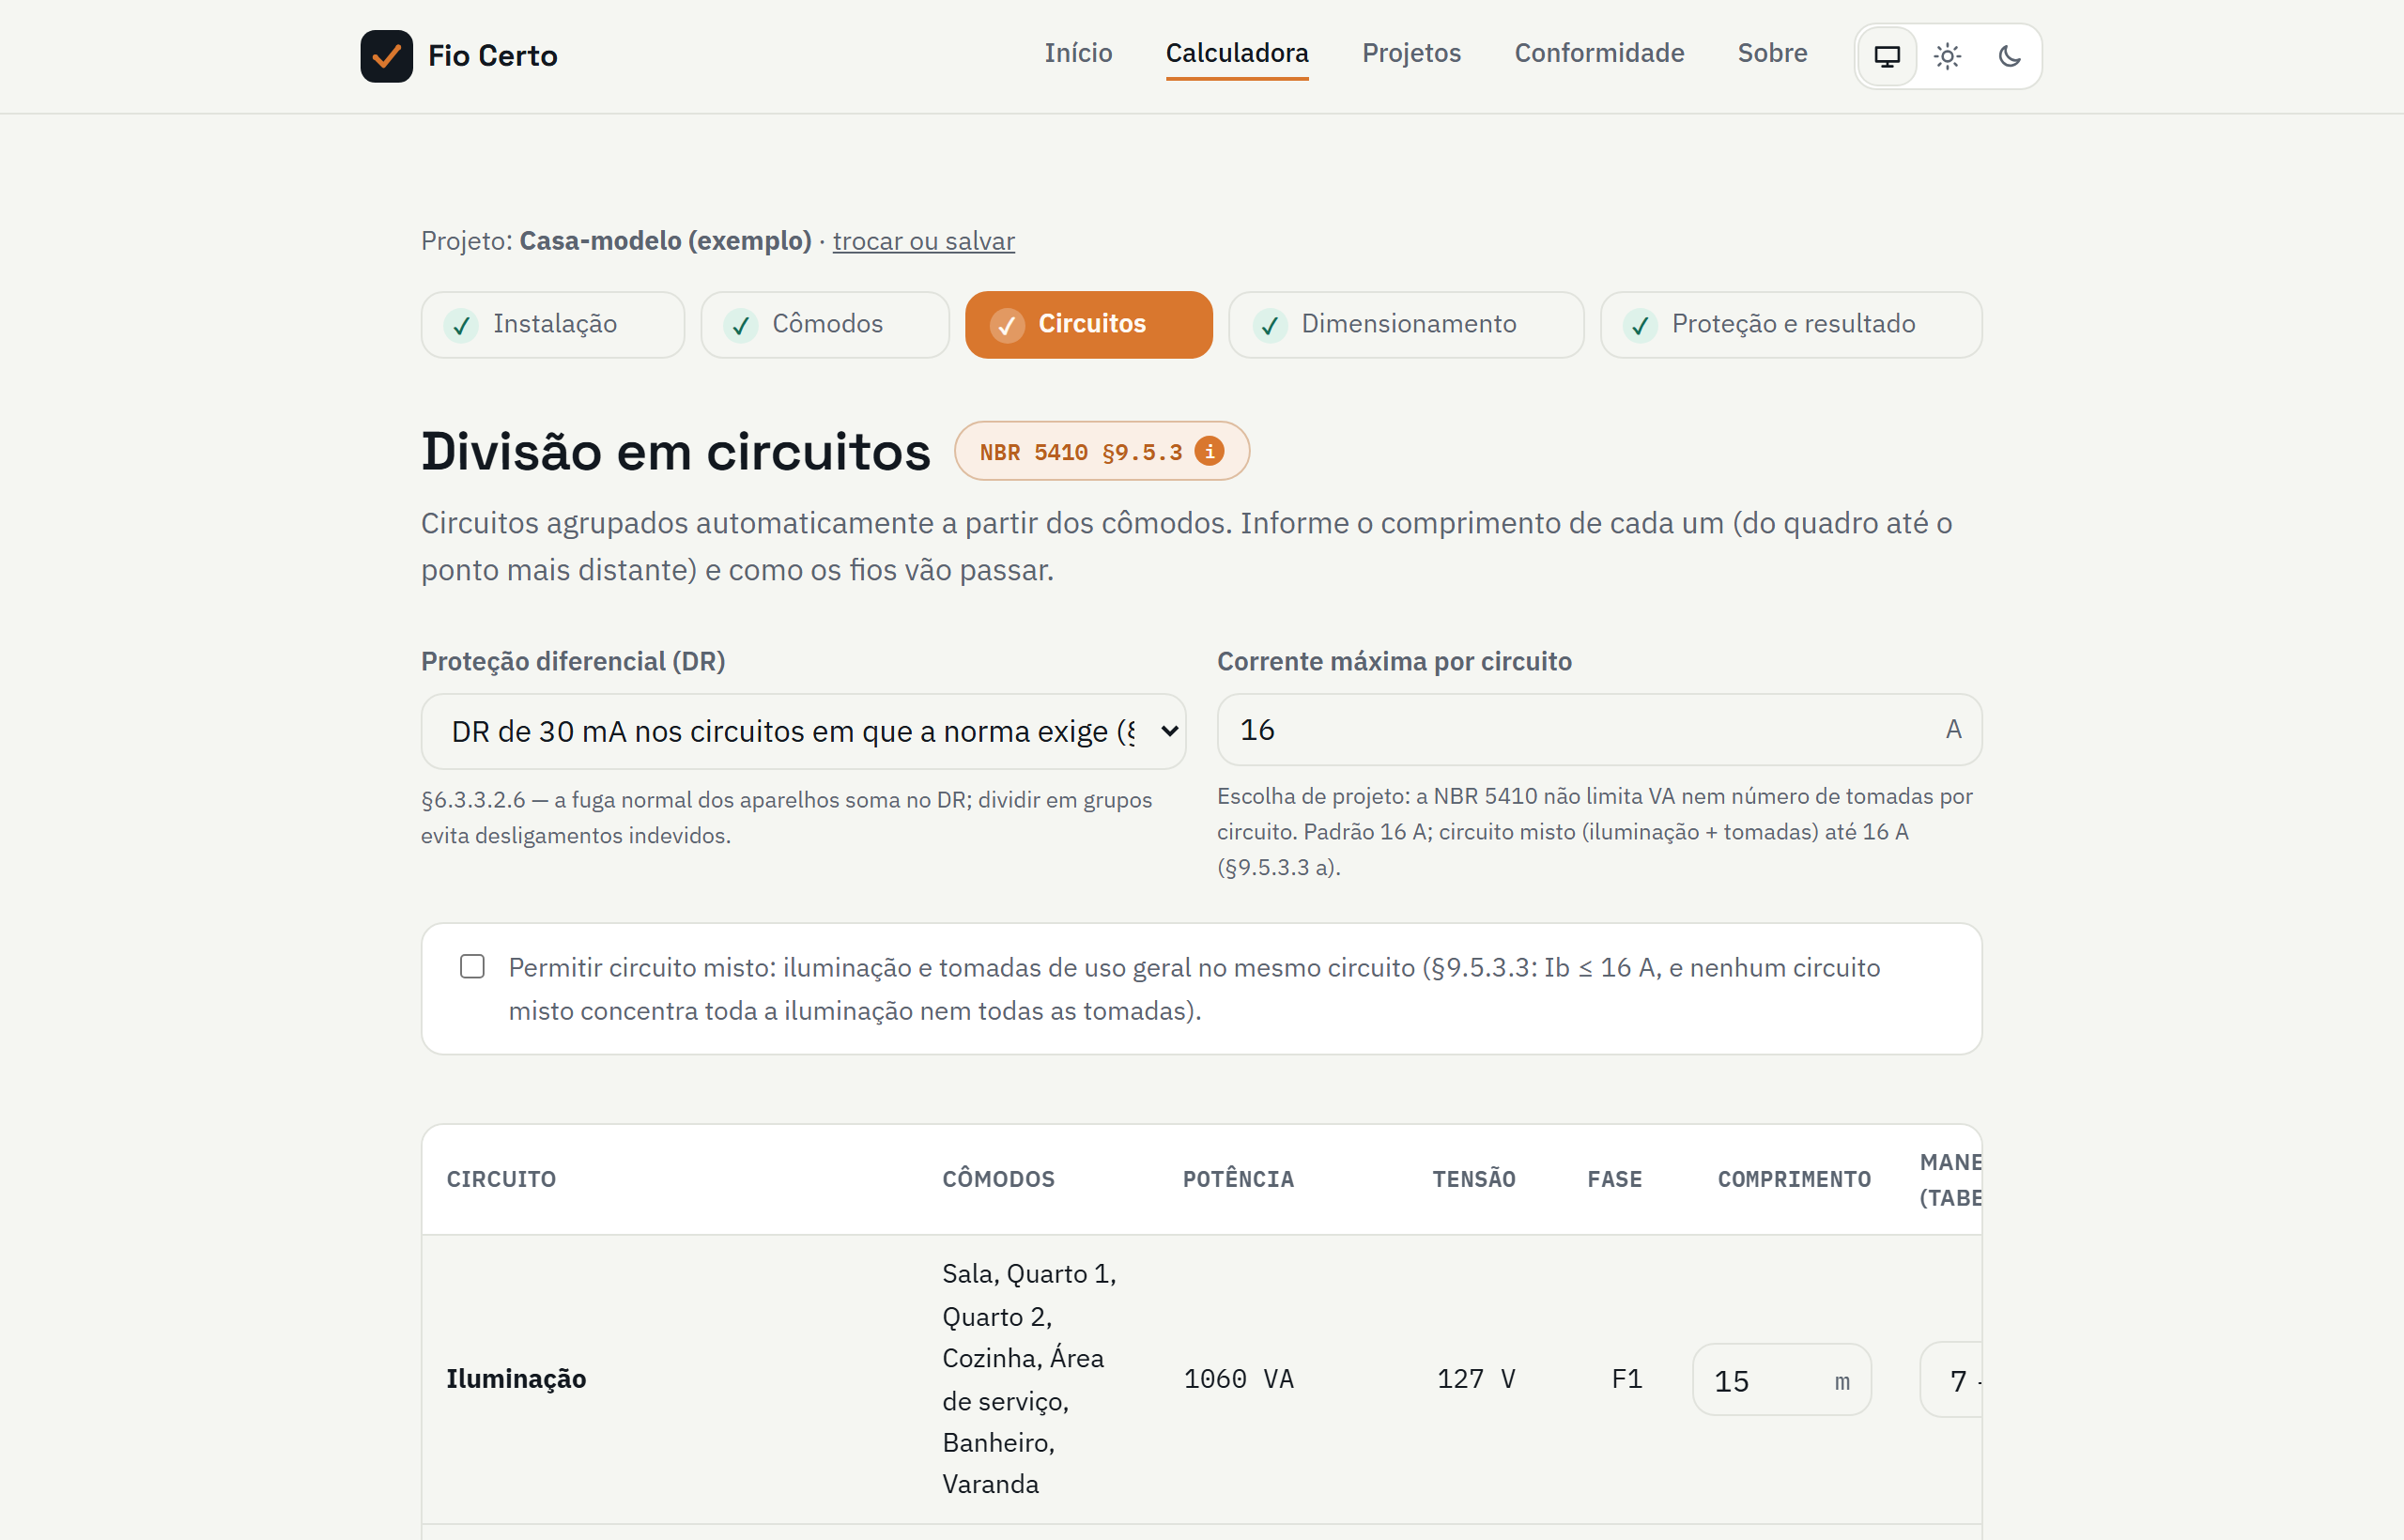 Fio Certo
Início
Calculadora
Projetos
Conformidade
Sobre
Projeto: Casa-modelo (exemplo) · trocar ou salvar
✓ Instalação
✓ Cômodos
✓ Circuitos
✓ Dimensionamento
✓ Proteção e resultado
Divisão em circuitos
NBR 5410 §9.5.3 i
Circuitos agrupados automaticamente a partir dos cômodos. Informe o comprimento de cada um (do quadro até o
ponto mais distante) e como os fios vão passar.
Proteção diferencial (DR)
DR de 30 mA nos circuitos em que a norma exige (§
§6.3.3.2.6 — a fuga normal dos aparelhos soma no DR; dividir em grupos
evita desligamentos indevidos.
Corrente máxima por circuito
16 A
Escolha de projeto: a NBR 5410 não limita VA nem número de tomadas por
circuito. Padrão 16 A; circuito misto (iluminação + tomadas) até 16 A
(§9.5.3.3 a).
Permitir circuito misto: iluminação e tomadas de uso geral no mesmo circuito (§9.5.3.3: Ib ≤ 16 A, e nenhum circuito
misto concentra toda a iluminação nem todas as tomadas).
CIRCUITO
CÔMODOS
POTÊNCIA
TENSÃO
FASE
COMPRIMENTO
MANE
(TABE
Iluminação
Sala, Quarto 1,
Quarto 2,
Cozinha, Área
de serviço,
Banheiro,
Varanda
1060 VA
127 V
F1
15 m
7